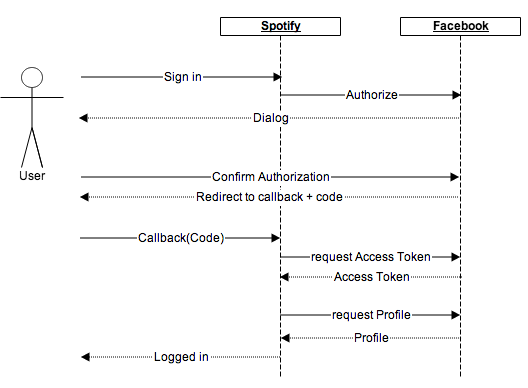 Spotify
Facebook
Sign in
Authorize
Dialog
User
Confirm Authorization
Redirect to callback + code
Callback(Code)
request Access Token
Access Token
request Profile
Profile
Logged in